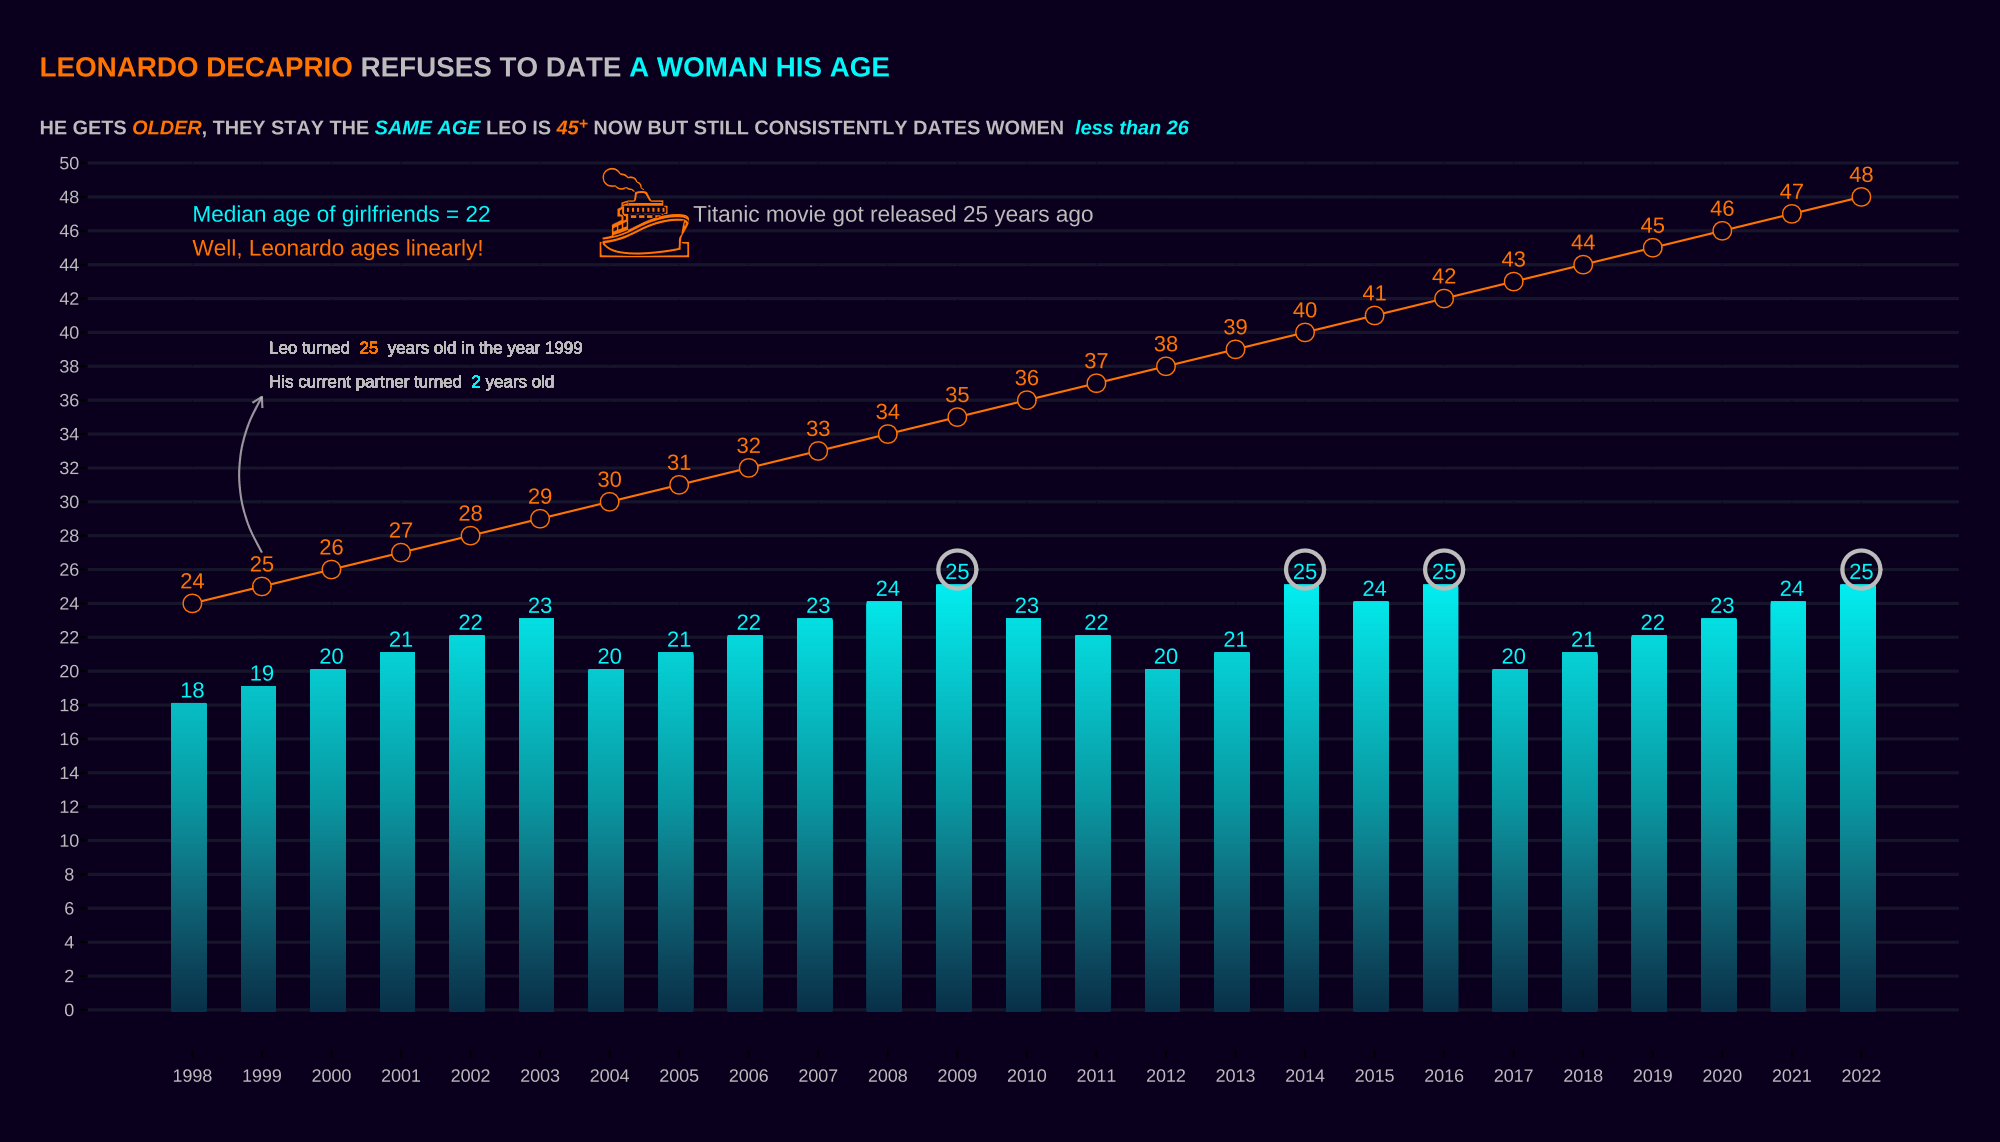 LEONARDO DECAPRIO REFUSES TO DATE A WOMAN HIS AGE
HE GETS OLDER, THEY STAY THE SAME AGE LEO IS 45+ NOW BUT STILL CONSISTENTLY DATES WOMEN less than 26
Median age of girlfriends = 22
Well, Leonardo ages linearly!
Titanic movie got released 25 years ago
Leo turned 25 years old in the year 1999
His current partner turned 2 years old
50
48
46
44
42
40
38
36
34
32
30
28
26
24
22
20
18
16
14
12
10
8
6
4
2
0
24 25 26 27 28 29 30 31 32 33 34 35 36 37 38 39 40 41 42 43 44 45 46 47 48
18 19 20 21 22 23 20 21 22 23 24 25 23 22 20 21 25 24 25 20 21 22 23 24 25
1998 1999 2000 2001 2002 2003 2004 2005 2006 2007 2008 2009 2010 2011 2012 2013 2014 2015 2016 2017 2018 2019 2020 2021 2022